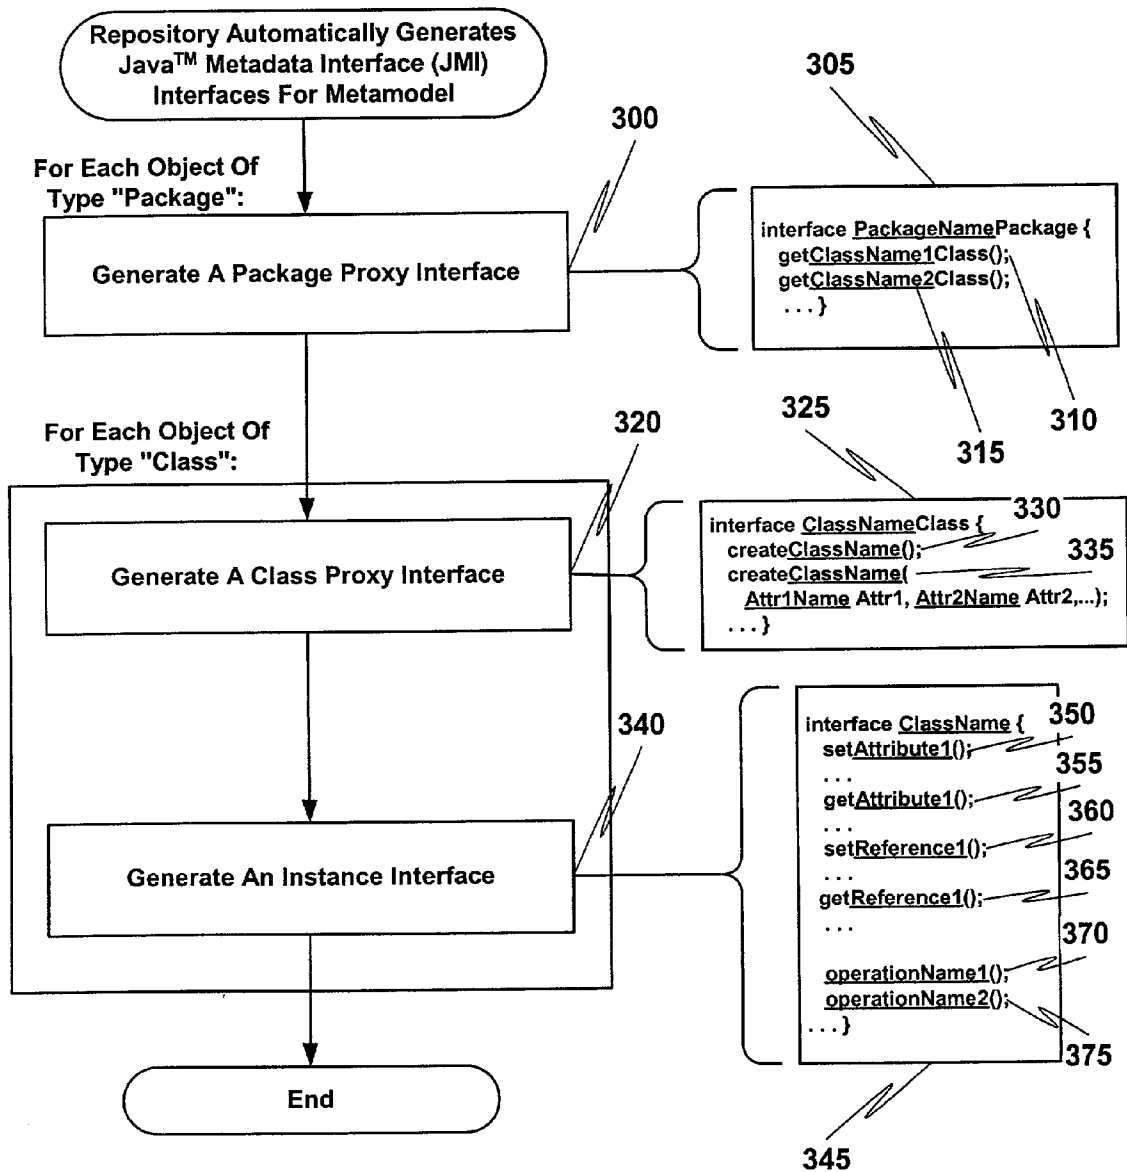 Repository Automatically Generates
Java™ Metadata Interface (JMI)
Interfaces For Metamodel
305
300
For Each Object Of
Type "Package":
Generate A Package Proxy Interface
interface PackageNamePackage {
getClassName1Class();
getClassName2Class();
. . . }
310
315
For Each Object Of
Type "Class":
320
325
Generate A Class Proxy Interface
interface ClassNameClass {
330
createClassName();
335
createClassName(
Attr1Name Attr1, Attr2Name Attr2,...);
. . . }
340
Generate An Instance Interface
interface ClassName {
350
setAttribute1();
355
. . .
getAttribute1();
360
. . .
setReference1();
365
. . .
getReference1();
. . .
370
operationName1();
operationName2();
. . . }
375
End
345